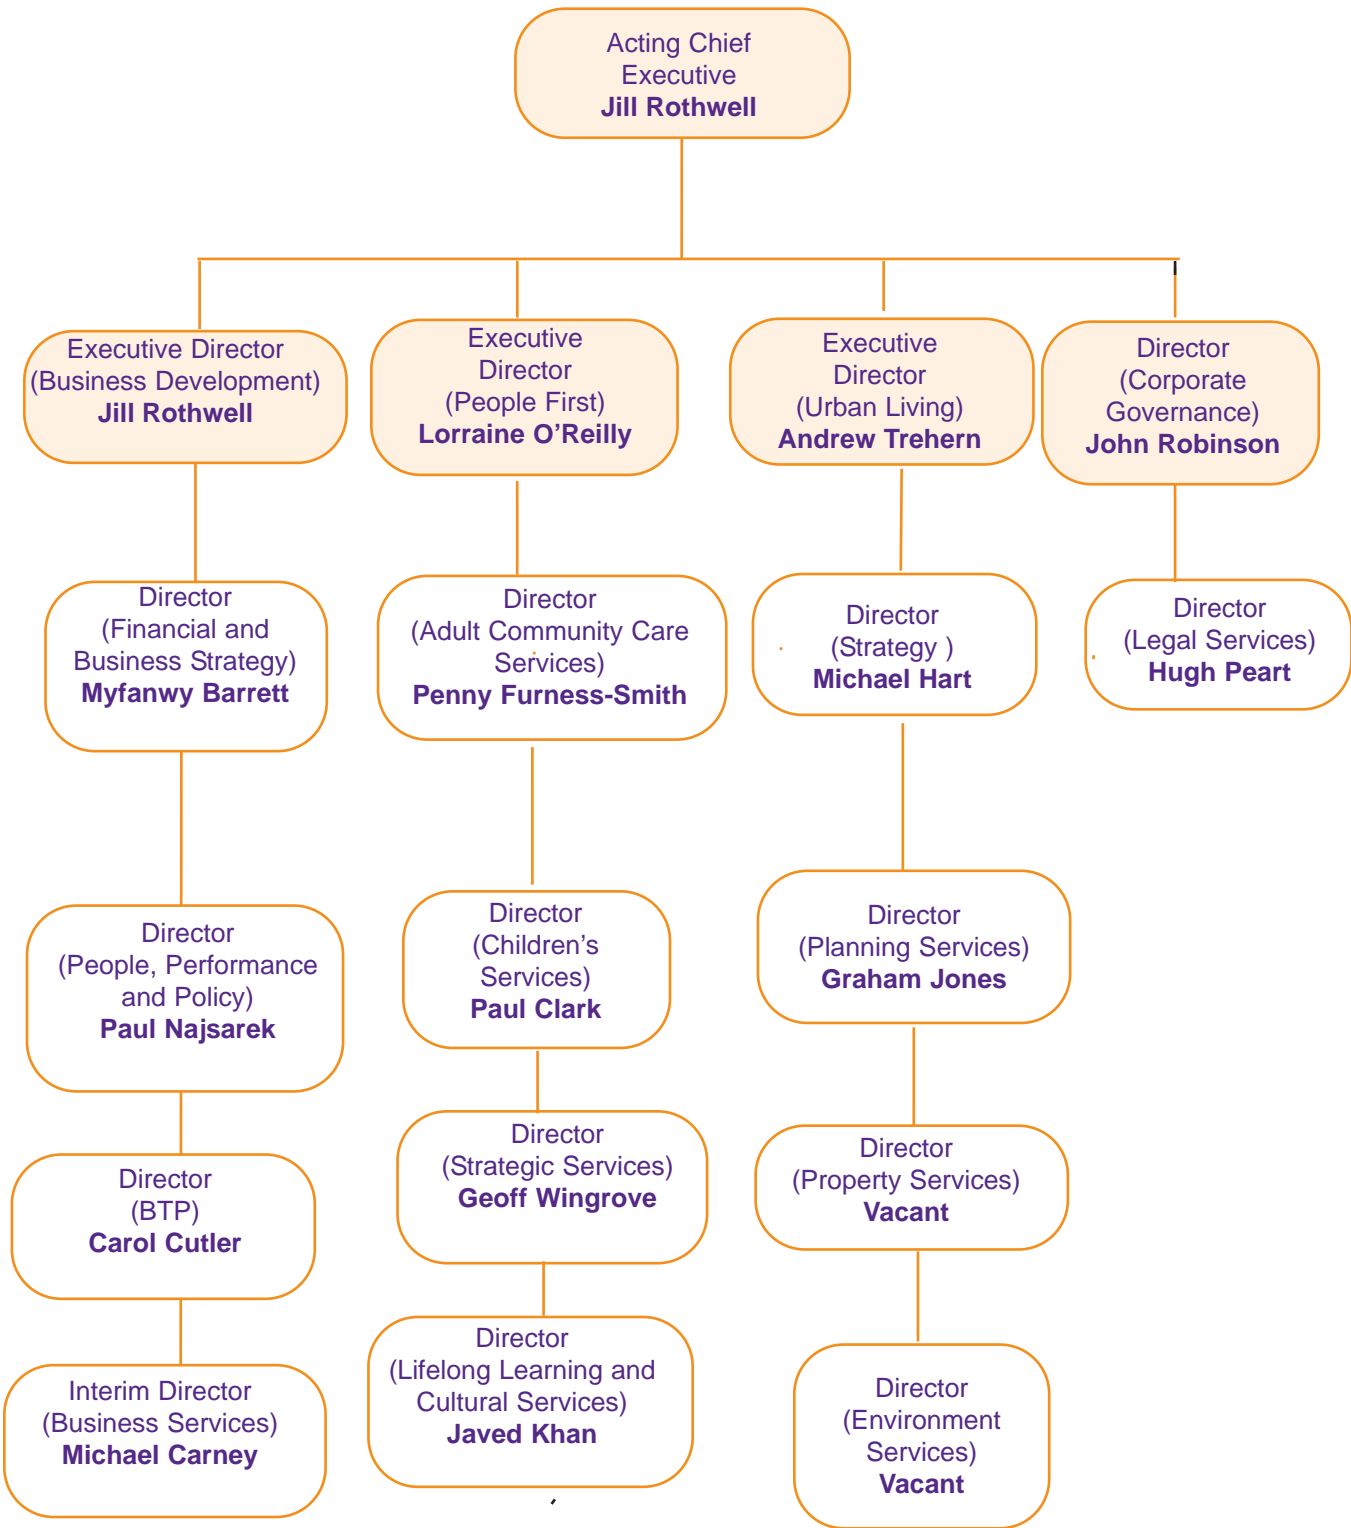 Acting Chief
Executive
Jill Rothwell
Executive Director
(Business Development)
Jill Rothwell
Executive
Director
(People First)
Lorraine O’Reilly
Executive
Director
(Urban Living)
Andrew Trehern
Director
(Corporate
Governance)
John Robinson
Director
(Financial and
Business Strategy)
Myfanwy Barrett
Director
(Adult Community Care
Services)
Penny Furness-Smith
Director
(Strategy )
Michael Hart
Director
(Legal Services)
Hugh Peart
Director
(People, Performance
and Policy)
Paul Najsarek
Director
(Children’s
Services)
Paul Clark
Director
(Planning Services)
Graham Jones
Director
(BTP)
Carol Cutler
Director
(Strategic Services)
Geoff Wingrove
Director
(Property Services)
Vacant
Interim Director
(Business Services)
Michael Carney
Director
(Lifelong Learning and
Cultural Services)
Javed Khan
Director
(Environment
Services)
Vacant